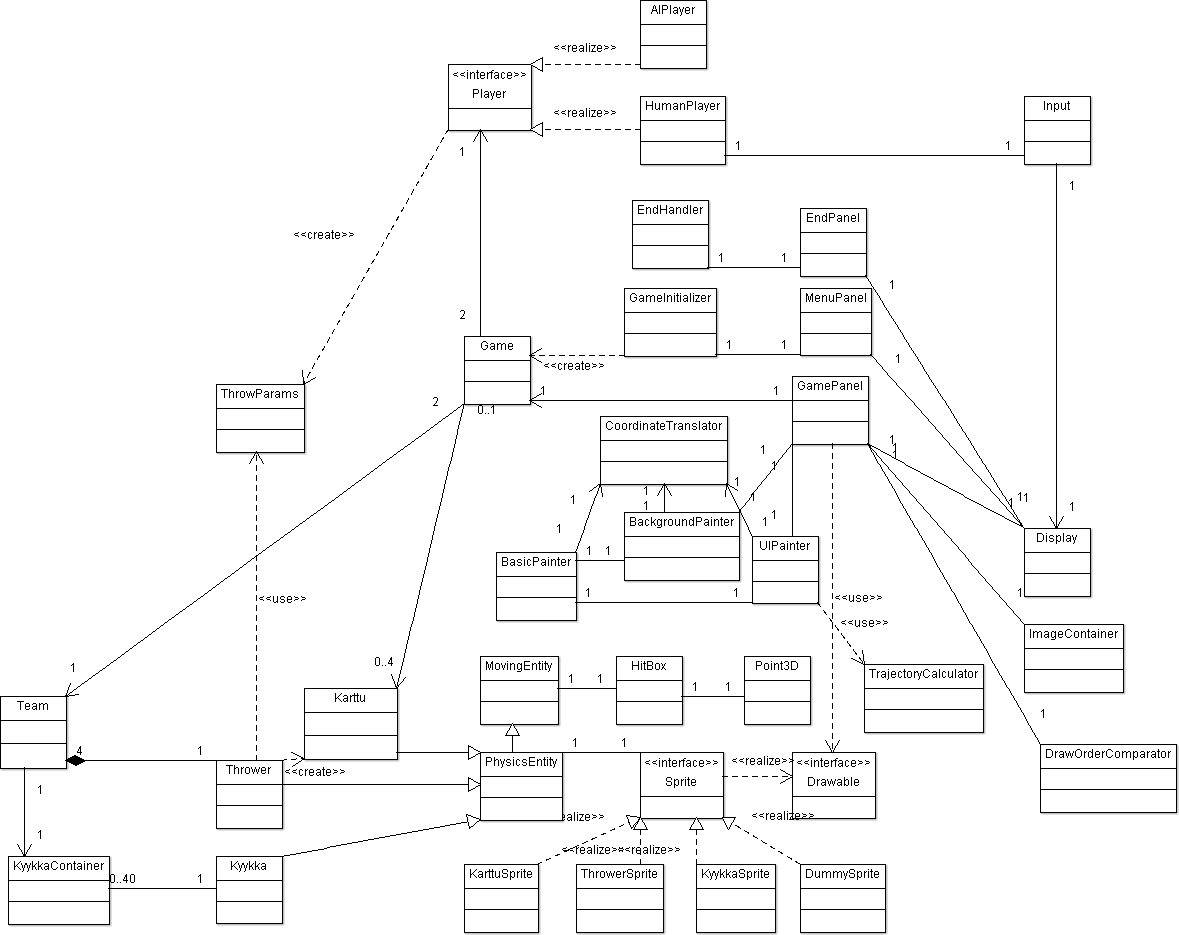 AIPlayer
<<realize>>
<<interface>>
Player
HumanPlayer
Input
<<realize>>
1
1
1
1
EndHandler
EndPanel
<<create>>
1
1
1
GameInitializer
MenuPanel
2
Game
1
1
1
<<create>>
ThrowParams
GamePanel
1
1
2
0..1
CoordinateTranslator
1
1
1
1
1
1
1
1
1
1
1
1
11
1
1
BackgroundPainter
1
1
UIPainter
Display
BasicPainter
1
1
1
1
1
<<use>>
<<use>>
<<use>>
ImageContainer
1
0..4
MovingEntity
HitBox
Point3D
TrajectoryCalculator
1
1
1
1
Team
Karttu
1
4
1
1
1
DrawOrderComparator
Thrower
<<create>>
PhysicsEntity
<<interface>>
Sprite
<<realize>>
<<interface>>
Drawable
1
ealize>>
<<realize>>
1
<<realize>>
<<realize>>
KyykkaContainer
0..40
1
Kyykka
KarttuSprite
ThrowerSprite
KyykkaSprite
DummySprite